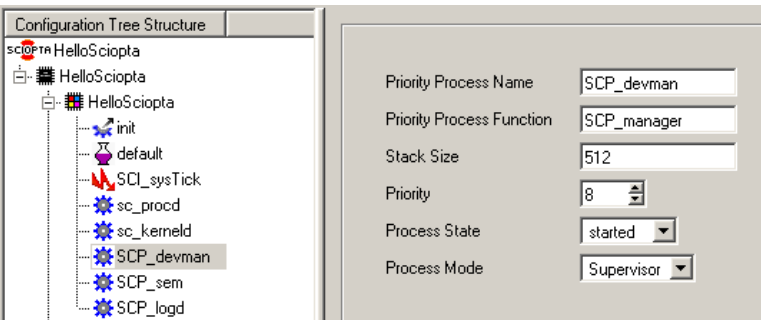 Configuration Tree Structure
SCIOPTA HelloSciopta
HelloSciopta
HelloSciopta
init
default
SCI_sysTick
sc_procd
sc_kerneld
SCP_devman
SCP_sem
SCP_logd
Priority Process Name SCP_devman
Priority Process Function SCP_manager
Stack Size 512
Priority 8
Process State started
Process Mode Supervisor